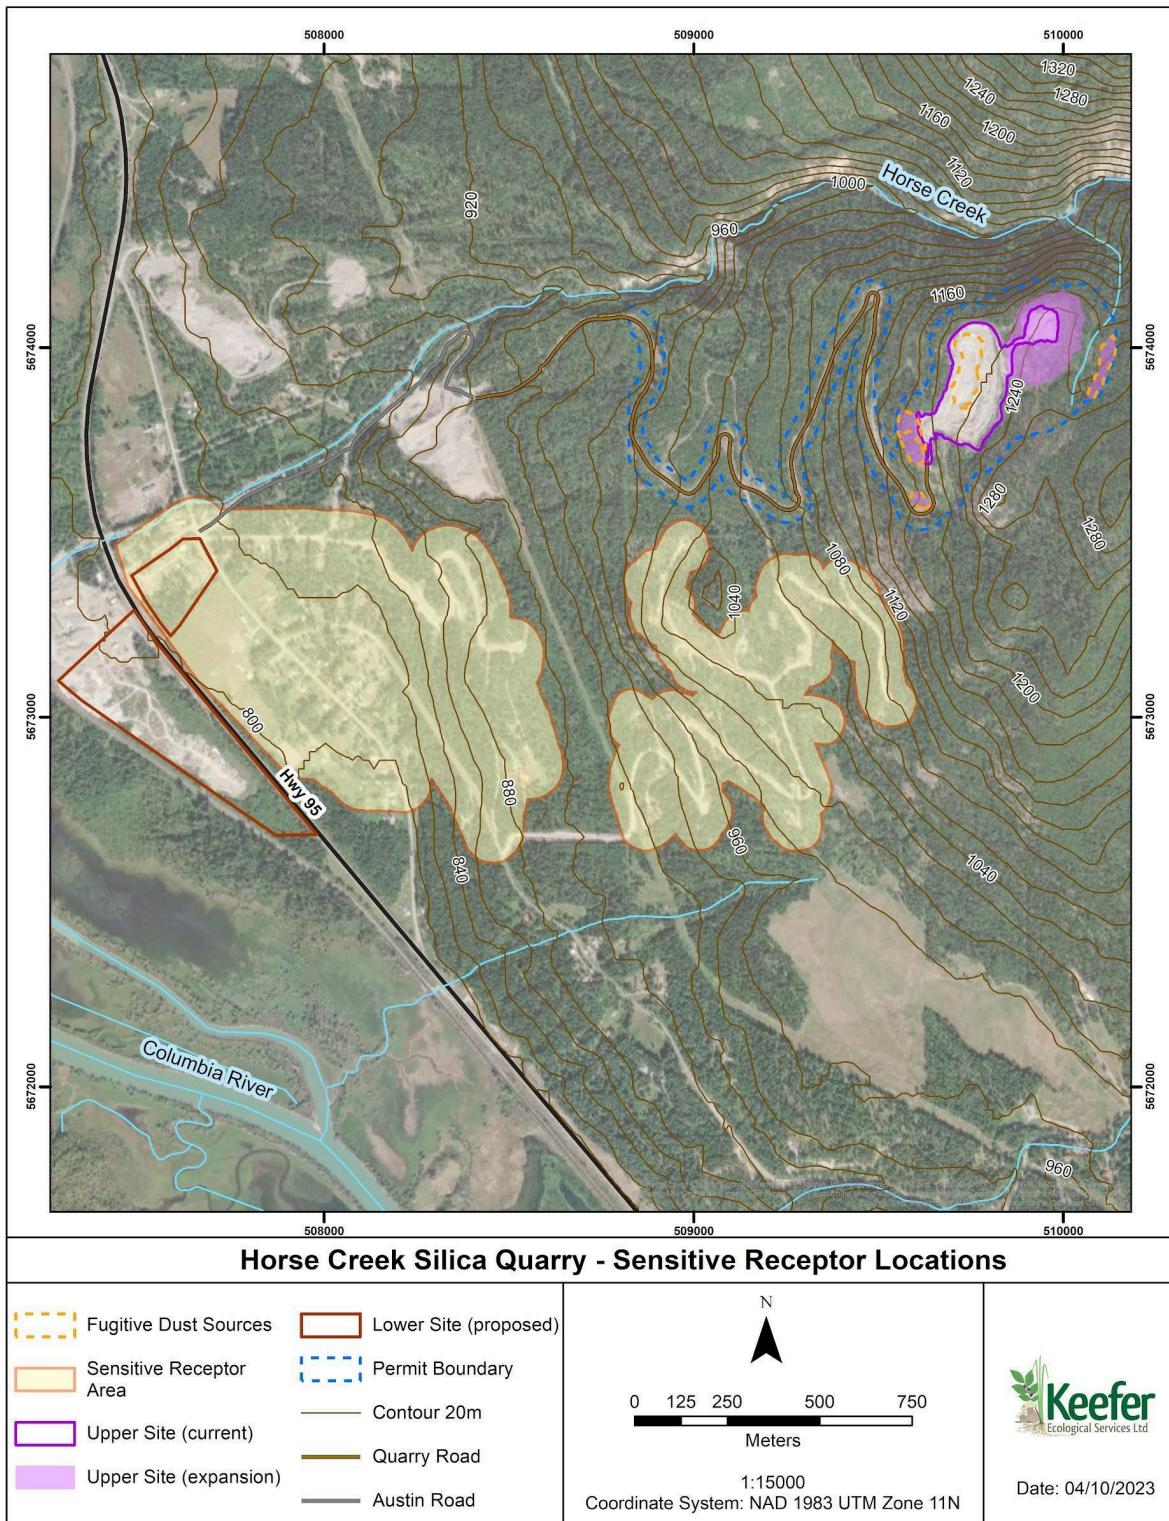 508000
509000
510000
1320
1240
1280
1160
1200
1120
1000
Horse Creek
920
960
1160
5674000
5674000
1240
1280
1280
1080
1040
1120
1200
5673000
5673000
800
Hwy 95
880
960
840
1040
Columbia River
5672000
5672000
960
508000
509000
510000
Horse Creek Silica Quarry - Sensitive Receptor Locations
Fugitive Dust Sources
Sensitive Receptor
Area
Upper Site (current)
Upper Site (expansion)
Lower Site (proposed)
Permit Boundary
Contour 20m
Quarry Road
Austin Road
N
0 125 250 500 750
Meters
1:15000
Coordinate System: NAD 1983 UTM Zone 11N
Keefer
Ecological Services Ltd
Date: 04/10/2023